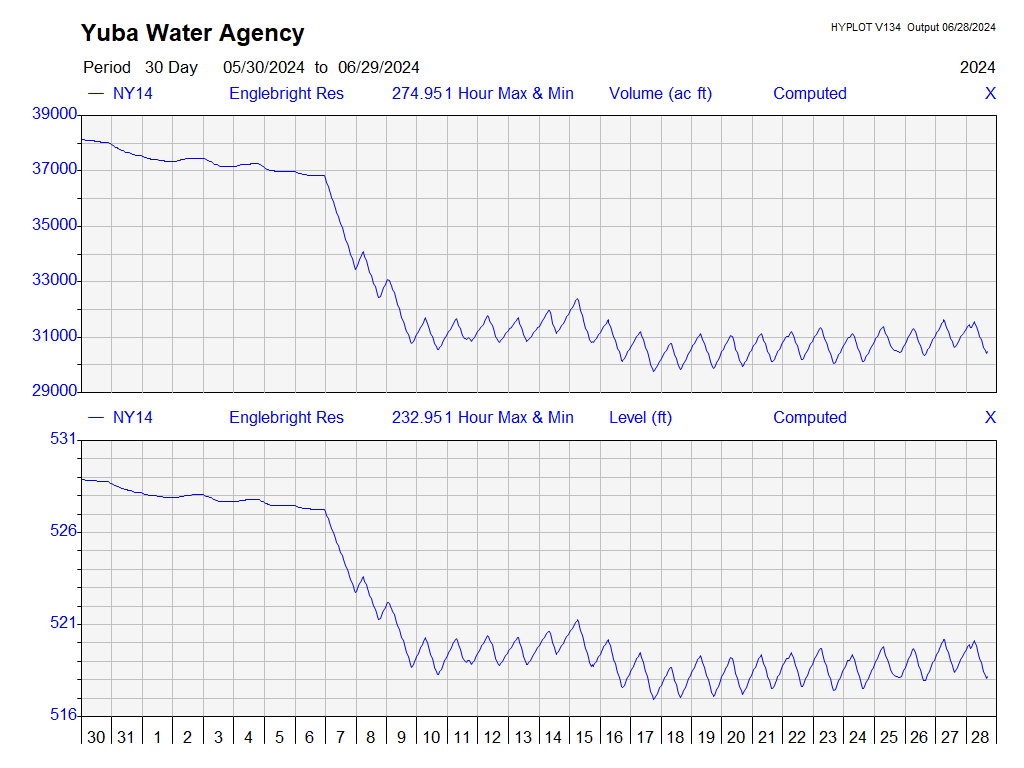 Yuba Water Agency
HYPLOT V134 Output 06/28/2024
Period 30 Day 05/30/2024 to 06/29/2024 2024
NY14 Englebright Res 274.951 Hour Max & Min Volume (ac ft) Computed X
39000
37000
35000
33000
31000
29000
NY14 Englebright Res 232.951 Hour Max & Min Level (ft) Computed X
531
526
521
516
30 31 1 2 3 4 5 6 7 8 9 10 11 12 13 14 15 16 17 18 19 20 21 22 23 24 25 26 27 28